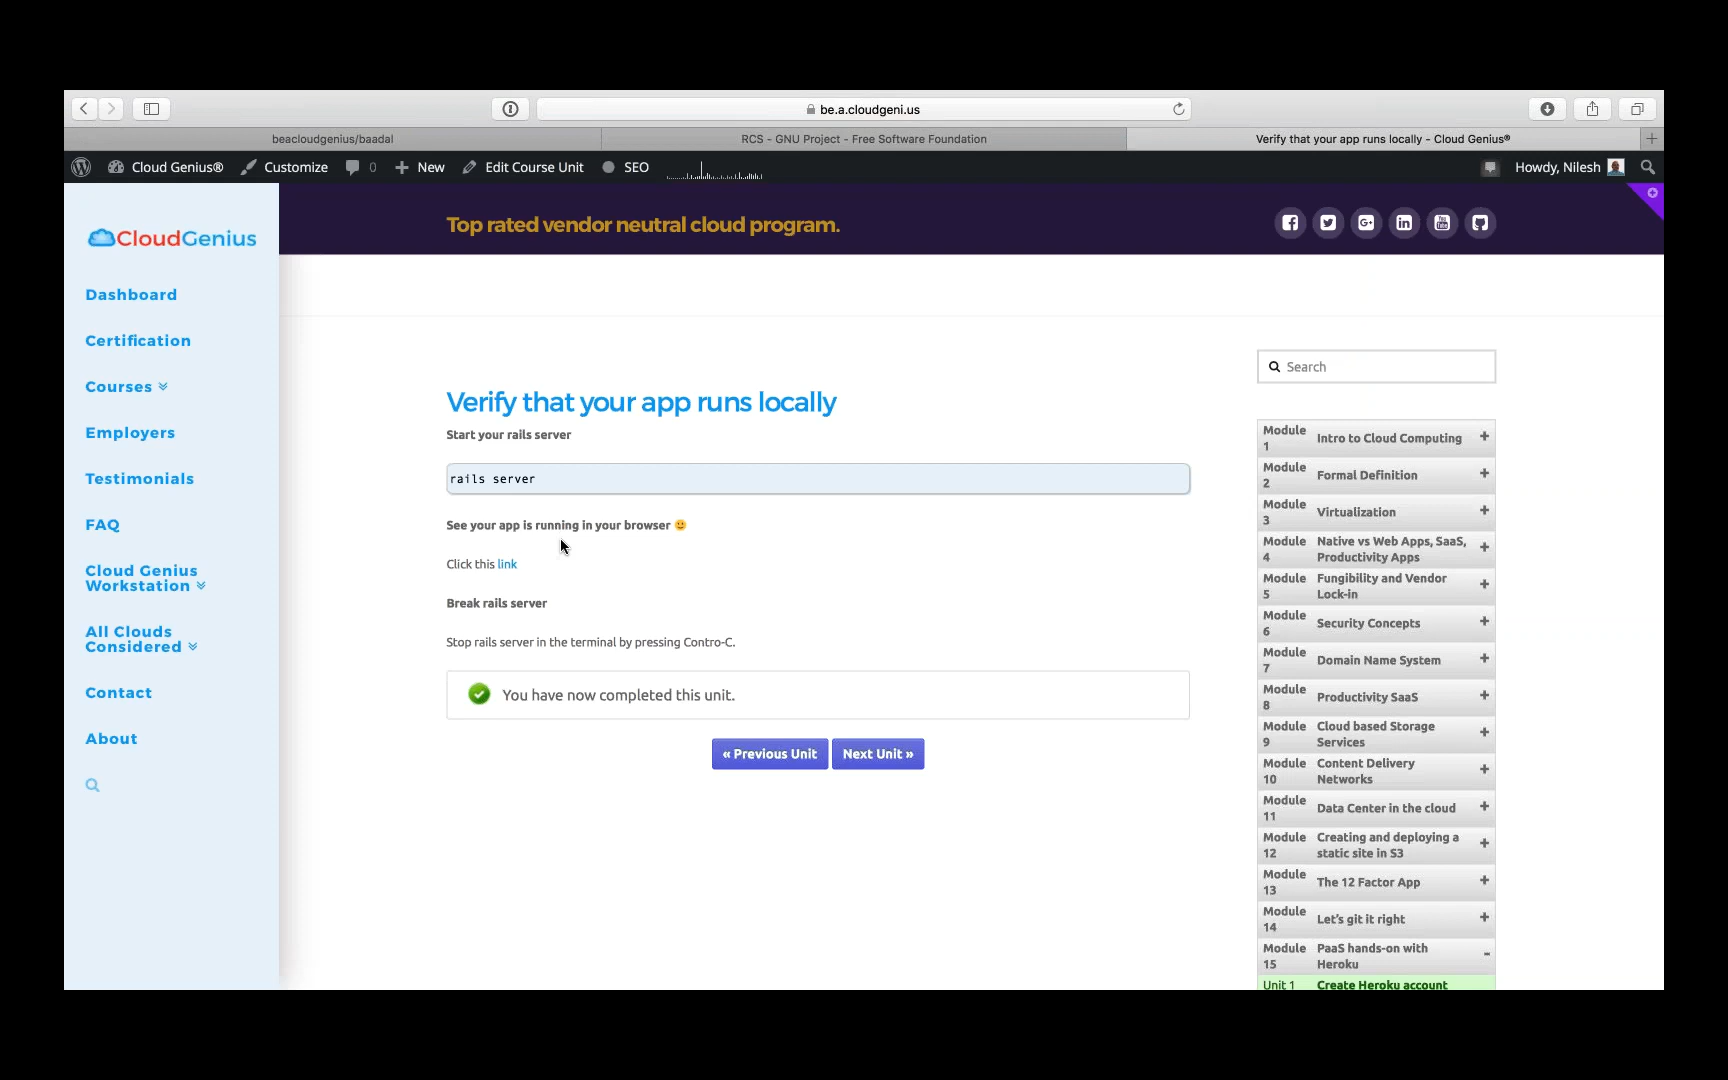 be.a.cloudgeni.us
beacloudgenius/baadal
RCS - GNU Project - Free Software Foundation
Verify that your app runs locally - Cloud Genius®
Cloud Genius®
Customize
0
New
Edit Course Unit
SEO
Howdy, Nilesh
CloudGenius
Top rated vendor neutral cloud program.
Dashboard
Certification
Courses
Employers
Testimonials
FAQ
Cloud Genius
Workstation
All Clouds
Considered
Contact
About
Verify that your app runs locally
Start your rails server
rails server
See your app is running in your browser
Click this link
Break rails server
Stop rails server in the terminal by pressing Contro-C.
You have now completed this unit.
« Previous Unit
Next Unit »
Search
Module 1 Intro to Cloud Computing +
Module 2 Formal Definition +
Module 3 Virtualization +
Module 4 Native vs Web Apps, SaaS,
Productivity Apps +
Module 5 Fungibility and Vendor
Lock-in +
Module 6 Security Concepts +
Module 7 Domain Name System +
Module 8 Productivity SaaS +
Module 9 Cloud based Storage
Services +
Module 10 Content Delivery
Networks +
Module 11 Data Center in the cloud +
Module 12 Creating and deploying a
static site in S3 +
Module 13 The 12 Factor App +
Module 14 Let's git it right +
Module 15 PaaS hands-on with
Heroku -
Unit 1 Create Heroku account